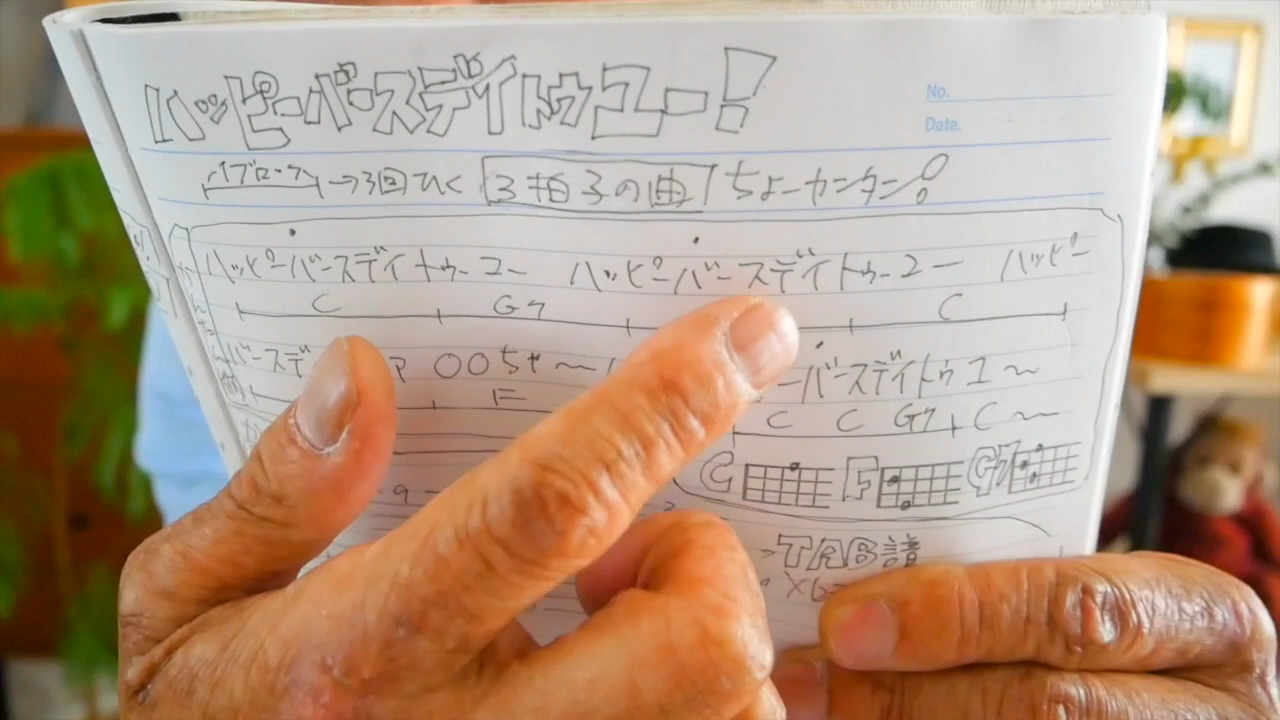 ハッピーバースデイトゥユー!
No.
Date.
1ブロック→3回ひく 3拍子の曲 ちょーカンタン!
ハッピーバースデイトゥーユー ハッピーバースデイトゥーユー ハッピー
C G7 C
バースデ ア 〇〇ちゃ〜 ーバースデイトゥユ〜
F C C G7 C〜
C F G7
TAB譜